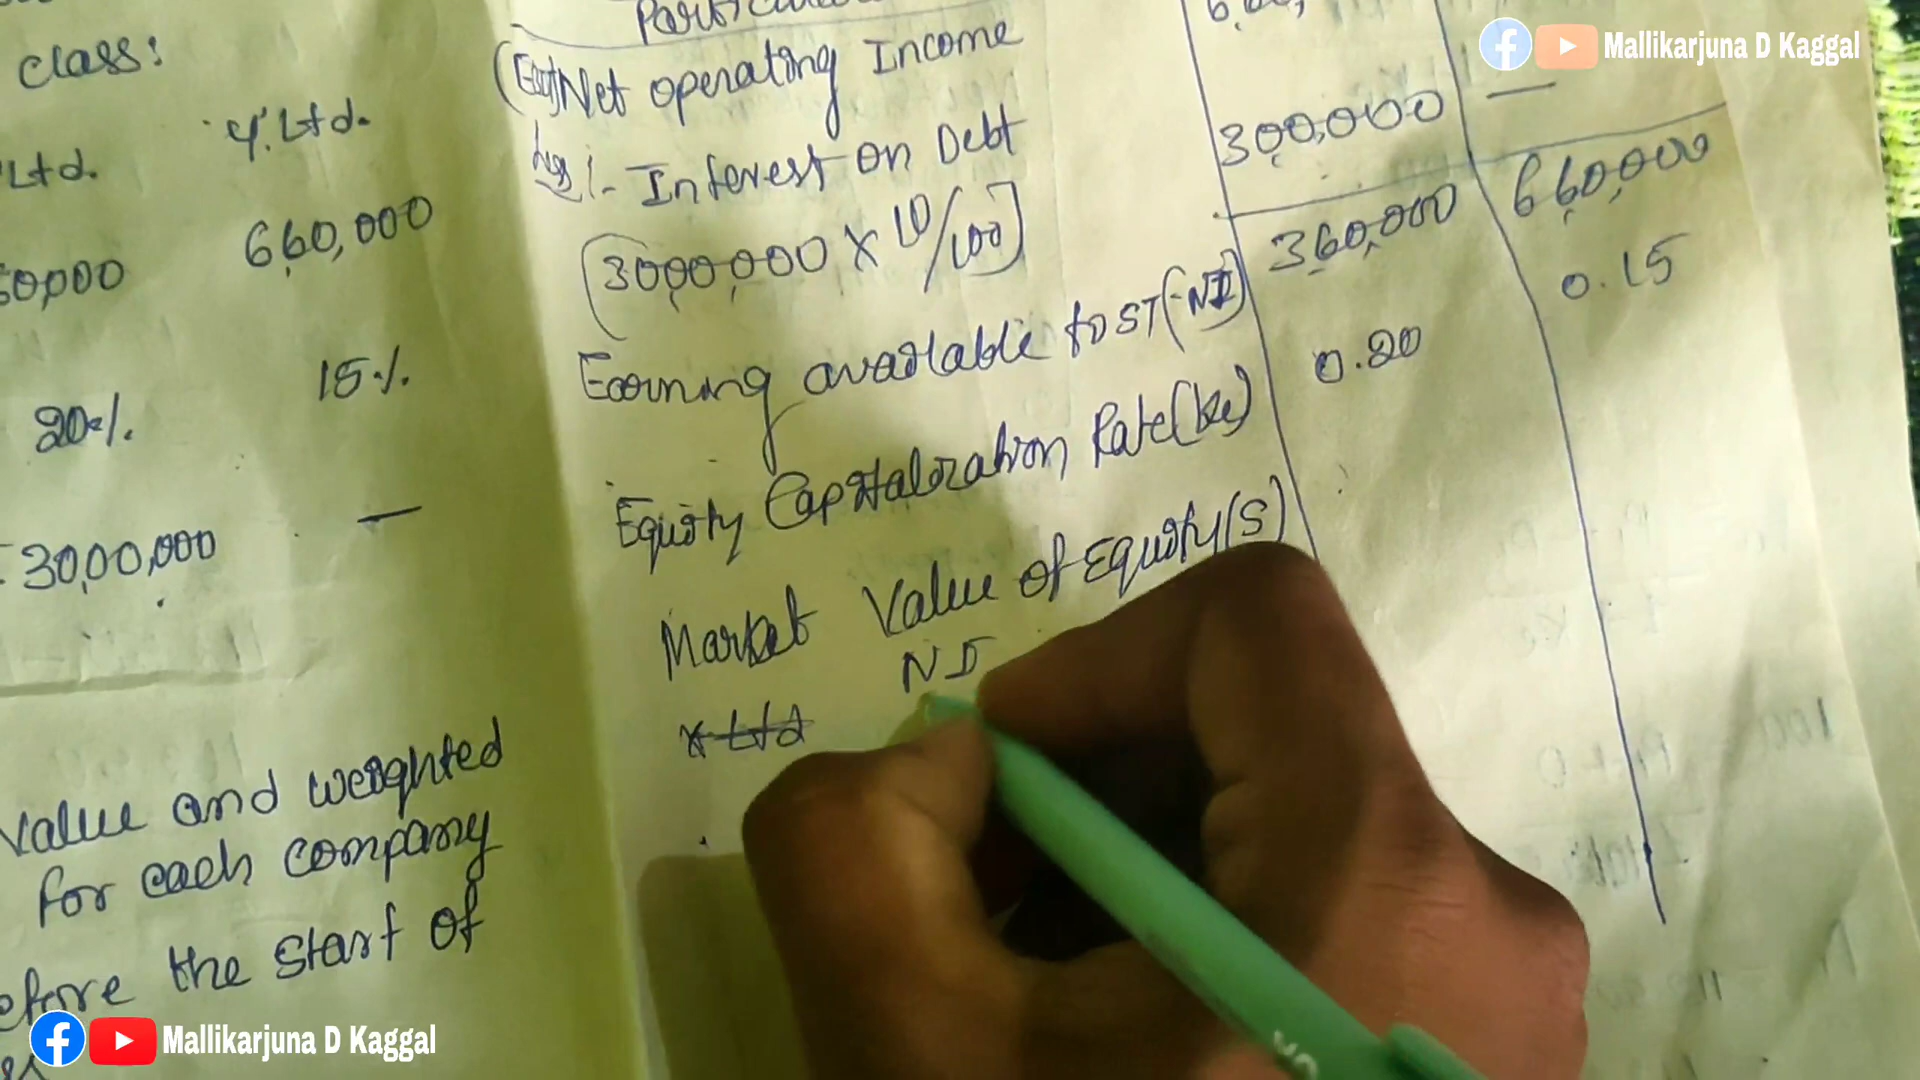 class:
Ltd. Y.Ltd.
660,000
20% 15%
30,00,000 —
value and weighted
for each company
the start of
Net operating Income
Less:- Interest on Debt 300,000 —
(3000,000 X 10/100) 360,000 660,000
Earning available to ST(-NI) 0.20 0.15
Equity Capitalization Rate(Ke)
Market Value of Equity(S)
NI
X Ltd
Mallikarjuna D Kaggal
Mallikarjuna D Kaggal